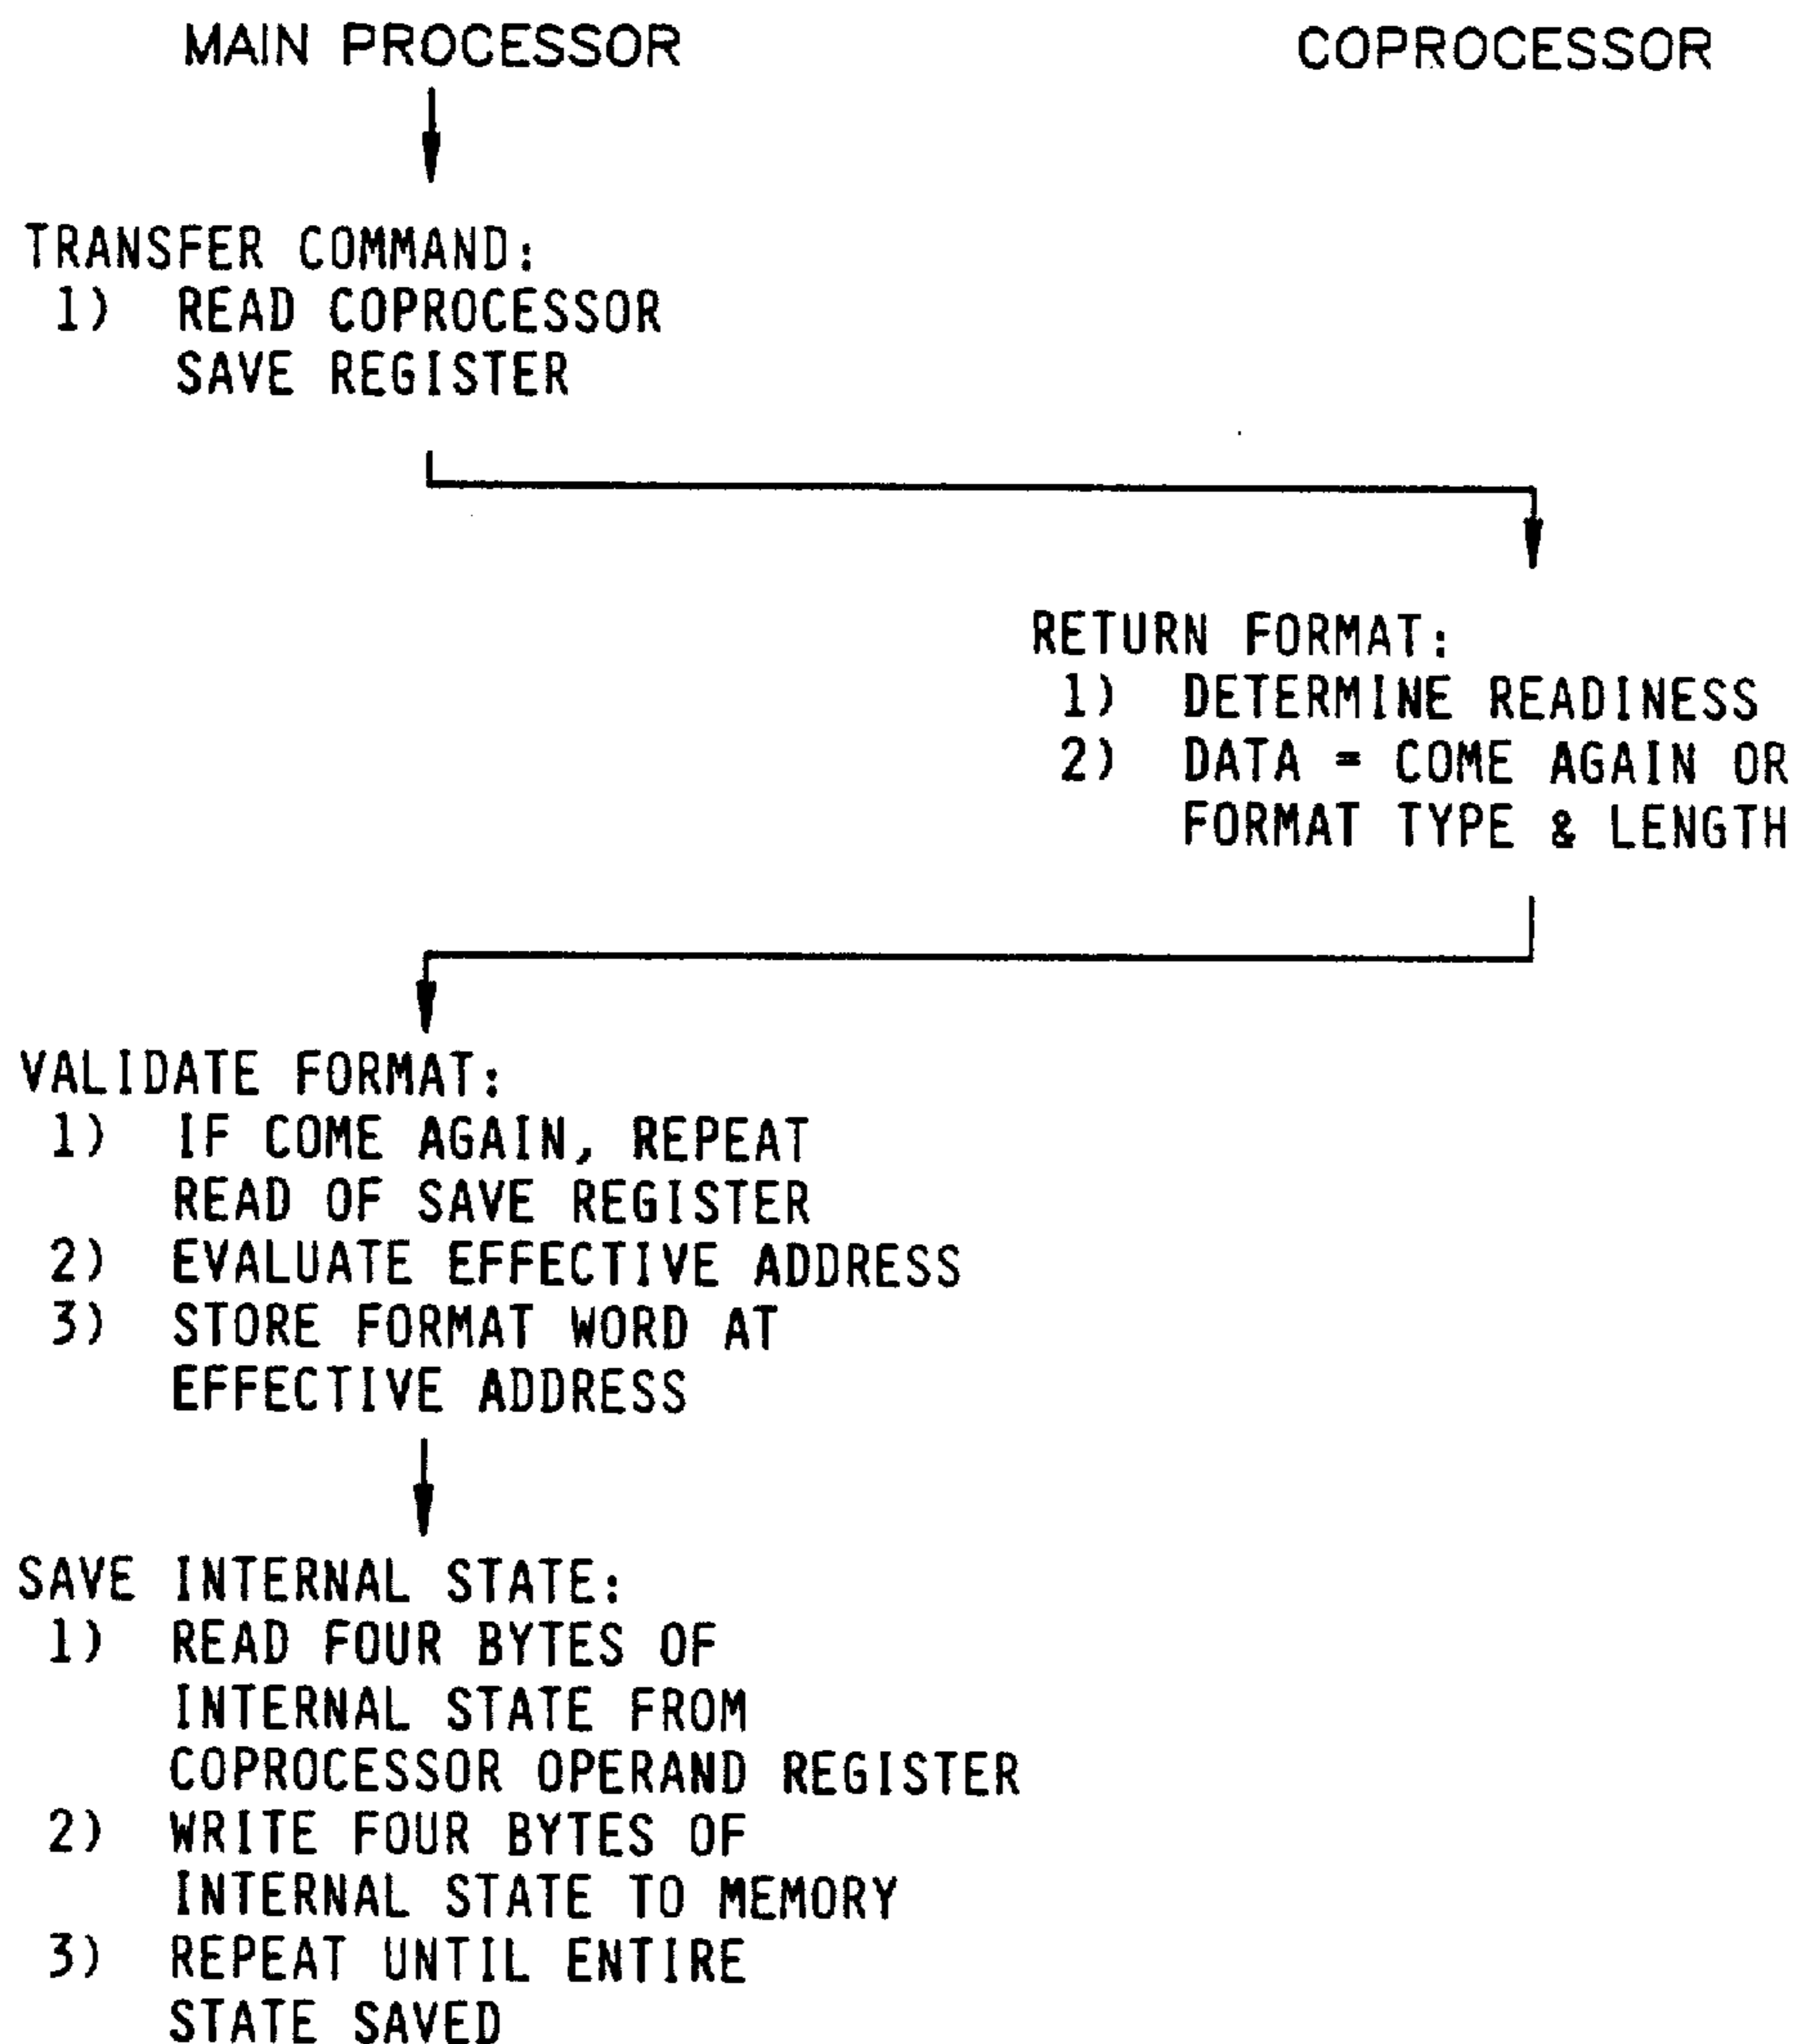 MAIN PROCESSOR
COPROCESSOR
TRANSFER COMMAND:
1) READ COPROCESSOR
SAVE REGISTER
RETURN FORMAT:
1) DETERMINE READINESS
2) DATA = COME AGAIN OR
FORMAT TYPE & LENGTH
VALIDATE FORMAT:
1) IF COME AGAIN, REPEAT
READ OF SAVE REGISTER
2) EVALUATE EFFECTIVE ADDRESS
3) STORE FORMAT WORD AT
EFFECTIVE ADDRESS
SAVE INTERNAL STATE:
1) READ FOUR BYTES OF
INTERNAL STATE FROM
COPROCESSOR OPERAND REGISTER
2) WRITE FOUR BYTES OF
INTERNAL STATE TO MEMORY
3) REPEAT UNTIL ENTIRE
STATE SAVED